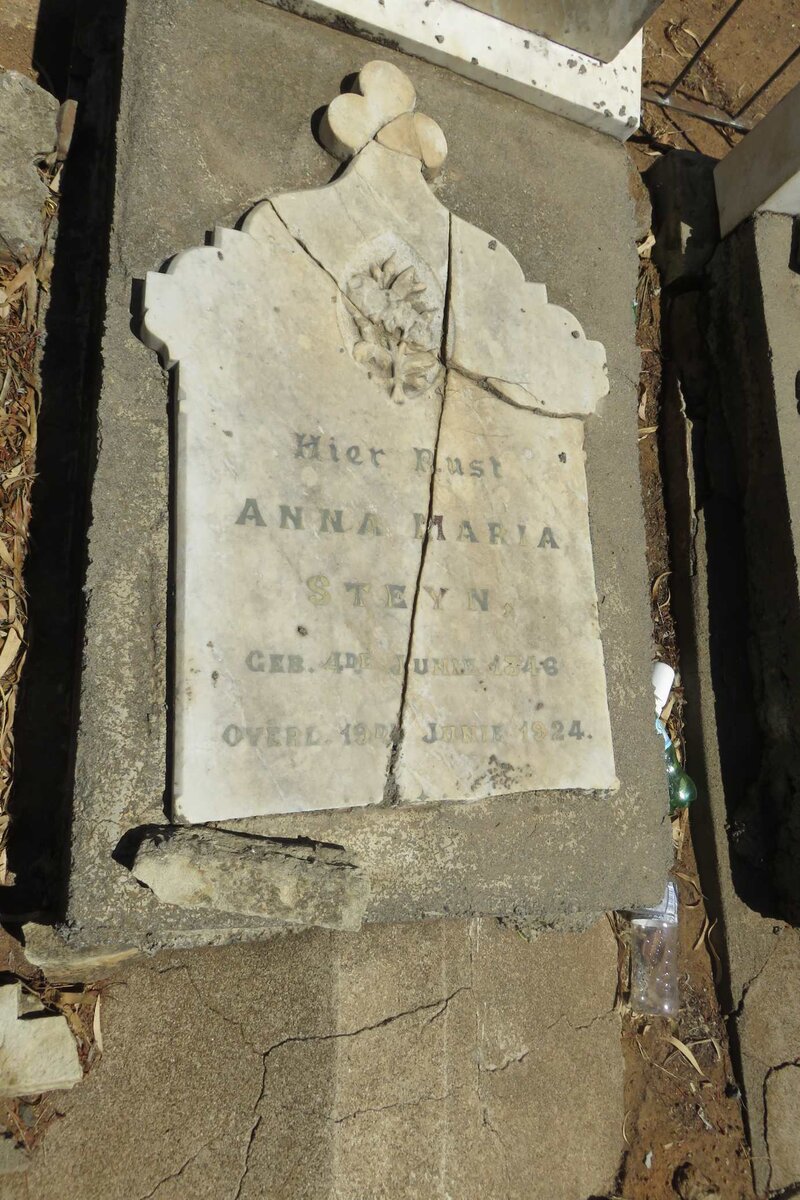 Hier Rust
ANNA MARIA
STEYN,
GEB. 4DE JUNIE 1846
OVERL. 19DE JUNIE 1924.